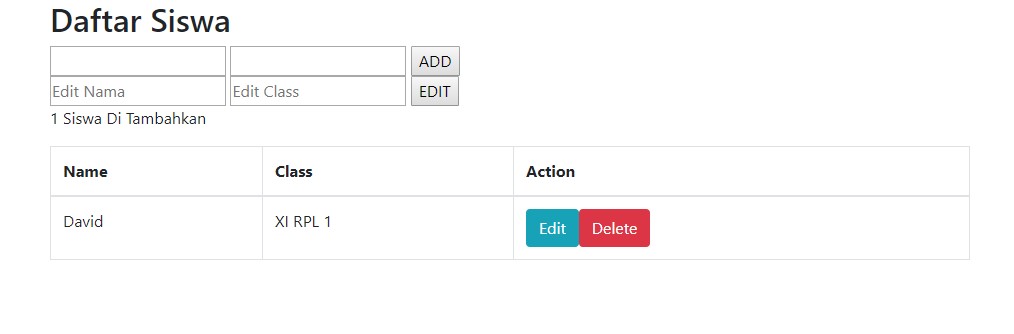 Daftar Siswa
ADD
Edit Nama Edit Class EDIT
1 Siswa Di Tambahkan
Name Class Action
David XI RPL 1 Edit Delete